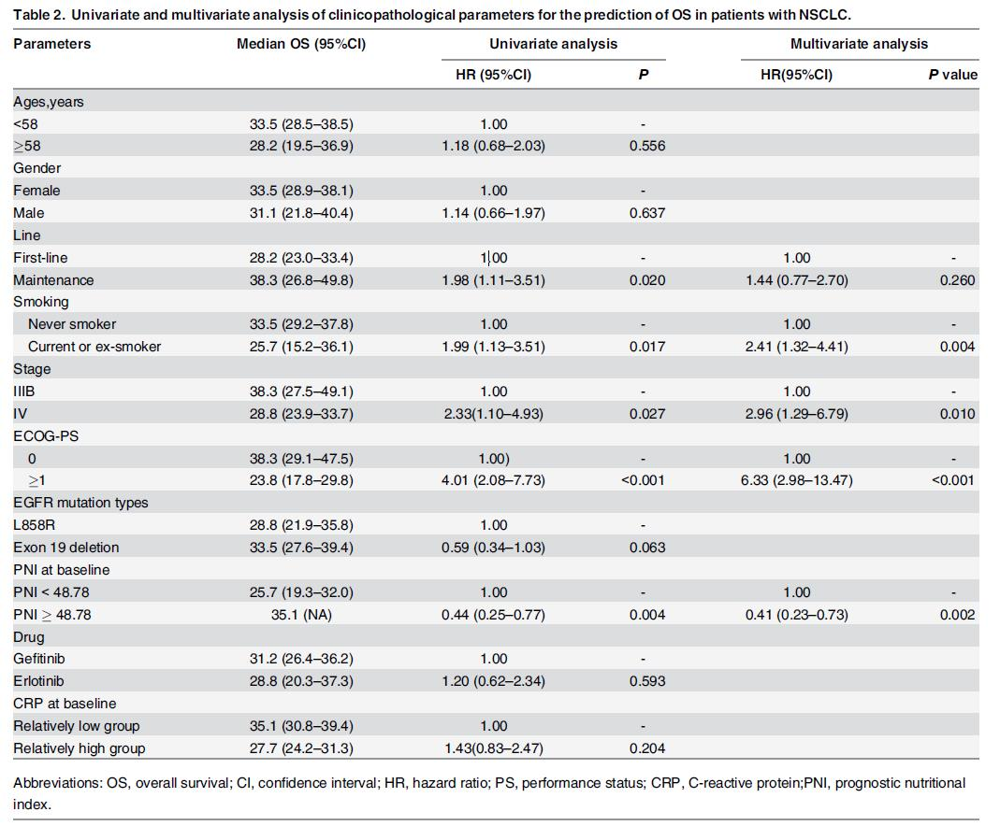 Table 2. Univariate and multivariate analysis of clinicopathological parameters for the prediction of OS in patients with NSCLC.
Parameters Median OS (95%CI) Univariate analysis Multivariate analysis
HR (95%CI) P HR(95%CI) P value
Ages,years
<58 33.5 (28.5–38.5) 1.00 -
≥58 28.2 (19.5–36.9) 1.18 (0.68–2.03) 0.556
Gender
Female 33.5 (28.9–38.1) 1.00 -
Male 31.1 (21.8–40.4) 1.14 (0.66–1.97) 0.637
Line
First-line 28.2 (23.0–33.4) 1.00 - 1.00 -
Maintenance 38.3 (26.8–49.8) 1.98 (1.11–3.51) 0.020 1.44 (0.77–2.70) 0.260
Smoking
Never smoker 33.5 (29.2–37.8) 1.00 - 1.00 -
Current or ex-smoker 25.7 (15.2–36.1) 1.99 (1.13–3.51) 0.017 2.41 (1.32–4.41) 0.004
Stage
IIIB 38.3 (27.5–49.1) 1.00 - 1.00 -
IV 28.8 (23.9–33.7) 2.33(1.10–4.93) 0.027 2.96 (1.29–6.79) 0.010
ECOG-PS
0 38.3 (29.1–47.5) 1.00) - 1.00 -
≥1 23.8 (17.8–29.8) 4.01 (2.08–7.73) <0.001 6.33 (2.98–13.47) <0.001
EGFR mutation types
L858R 28.8 (21.9–35.8) 1.00 -
Exon 19 deletion 33.5 (27.6–39.4) 0.59 (0.34–1.03) 0.063
PNI at baseline
PNI < 48.78 25.7 (19.3–32.0) 1.00 - 1.00 -
PNI ≥ 48.78 35.1 (NA) 0.44 (0.25–0.77) 0.004 0.41 (0.23–0.73) 0.002
Drug
Gefitinib 31.2 (26.4–36.2) 1.00 -
Erlotinib 28.8 (20.3–37.3) 1.20 (0.62–2.34) 0.593
CRP at baseline
Relatively low group 35.1 (30.8–39.4) 1.00 -
Relatively high group 27.7 (24.2–31.3) 1.43(0.83–2.47) 0.204
Abbreviations: OS, overall survival; CI, confidence interval; HR, hazard ratio; PS, performance status; CRP, C-reactive protein;PNI, prognostic nutritional
index.